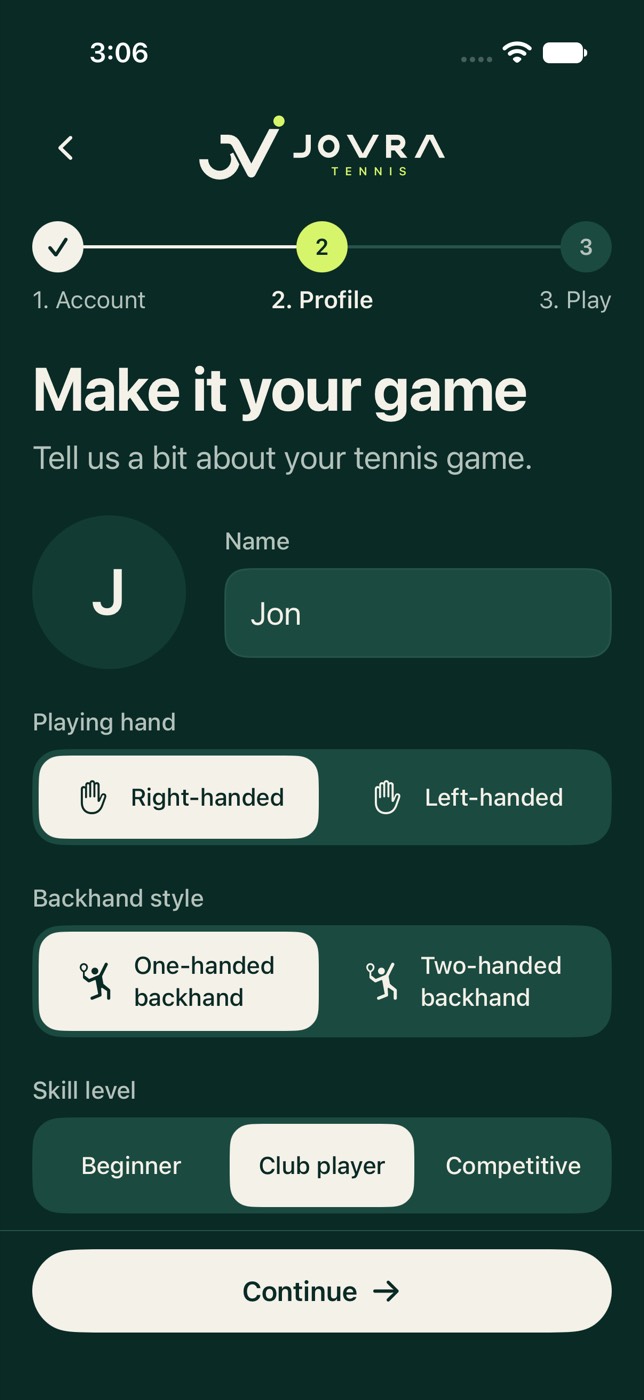 3:06
JOVRA
TENNIS
2
3
1. Account
2. Profile
3. Play
Make it your game
Tell us a bit about your tennis game.
J
Name
Jon
Playing hand
Right-handed
Left-handed
Backhand style
One-handed
backhand
Two-handed
backhand
Skill level
Beginner
Club player
Competitive
Continue →